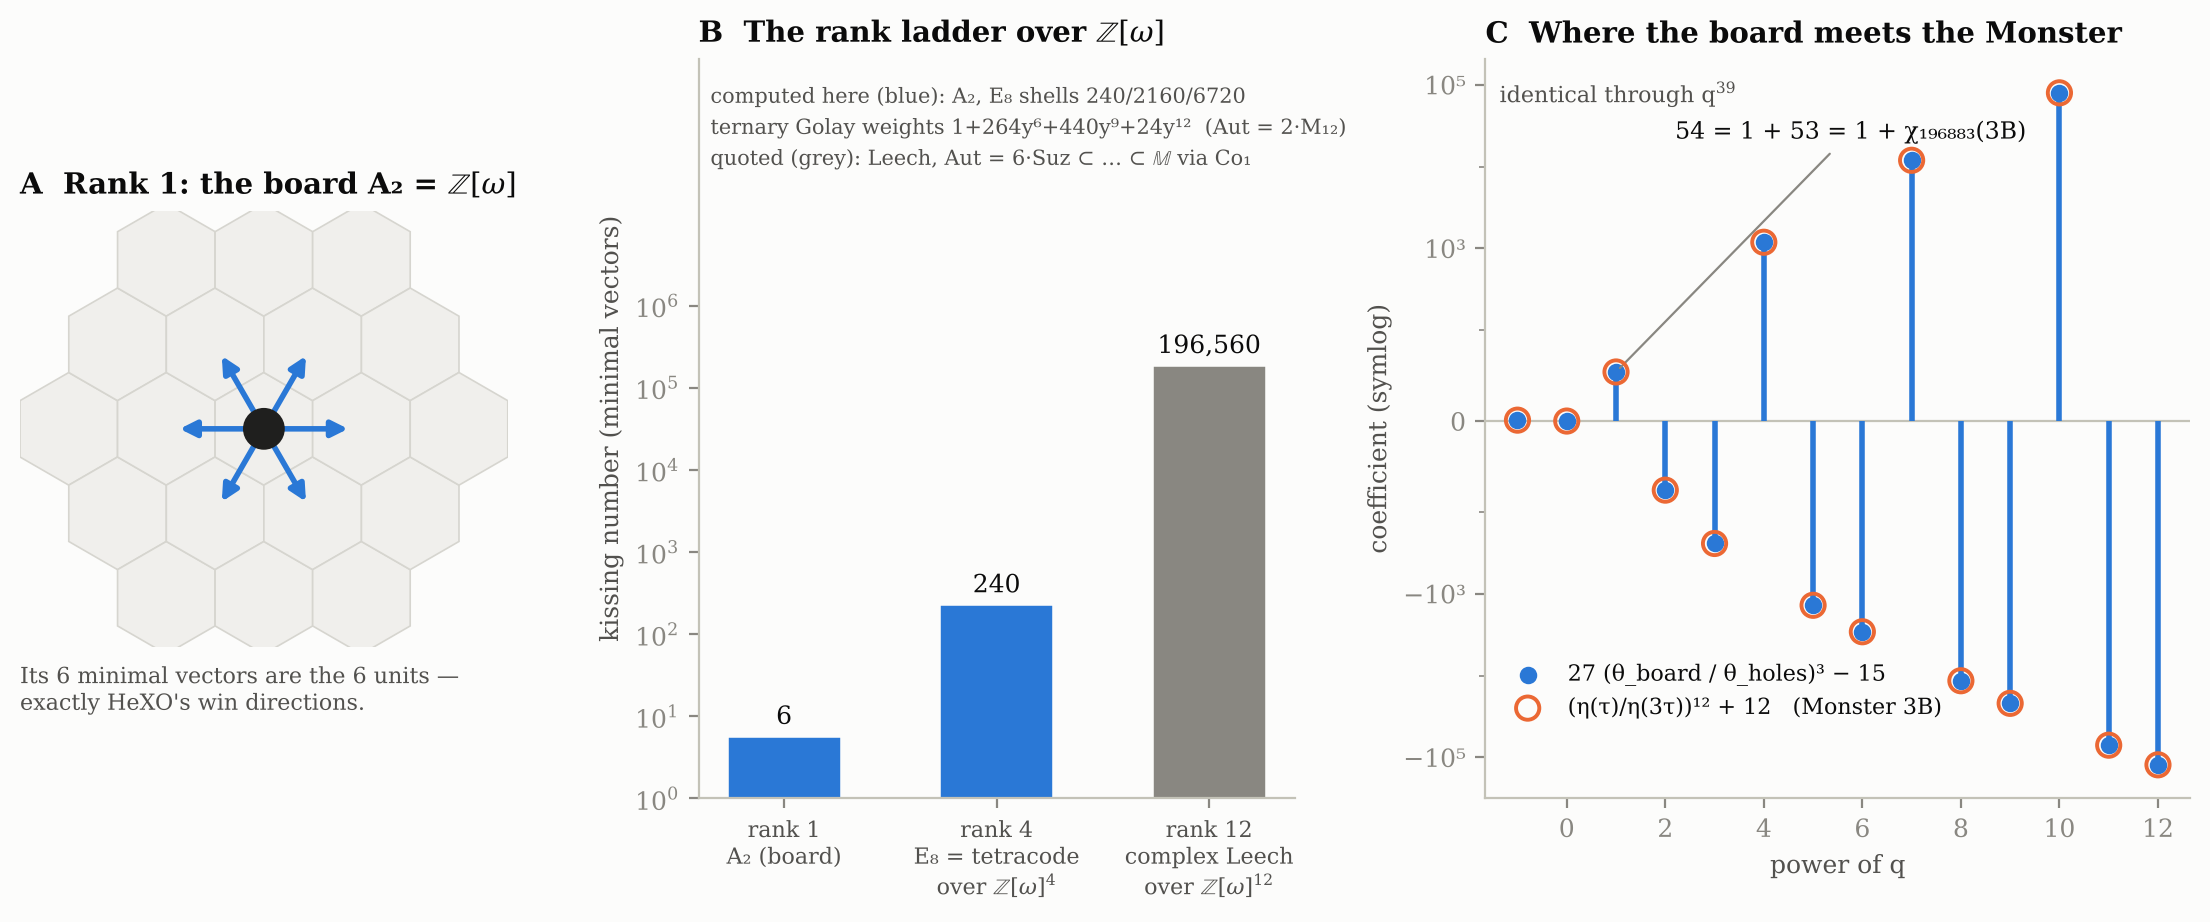 A Rank 1: the board A₂ = ℤ[ω]
Its 6 minimal vectors are the 6 units —
exactly HeXO's win directions.
B The rank ladder over ℤ[ω]
computed here (blue): A₂, E₈ shells 240/2160/6720
ternary Golay weights 1+264y⁶+440y⁹+24y¹² (Aut = 2·M₁₂)
quoted (grey): Leech, Aut = 6·Suz ⊂ … ⊂ 𝕄 via Co₁
kissing number (minimal vectors)
10⁶
10⁵
10⁴
10³
10²
10¹
10⁰
6
240
196,560
rank 1
A₂ (board)
rank 4
E₈ = tetracode
over ℤ[ω]⁴
rank 12
complex Leech
over ℤ[ω]¹²
C Where the board meets the Monster
identical through q³⁹
54 = 1 + 53 = 1 + χ₁₉₆₈₈₃(3B)
coefficient (symlog)
10⁵
10³
0
−10³
−10⁵
27 (θ_board / θ_holes)³ − 15
(η(τ)/η(3τ))¹² + 12 (Monster 3B)
0 2 4 6 8 10 12
power of q